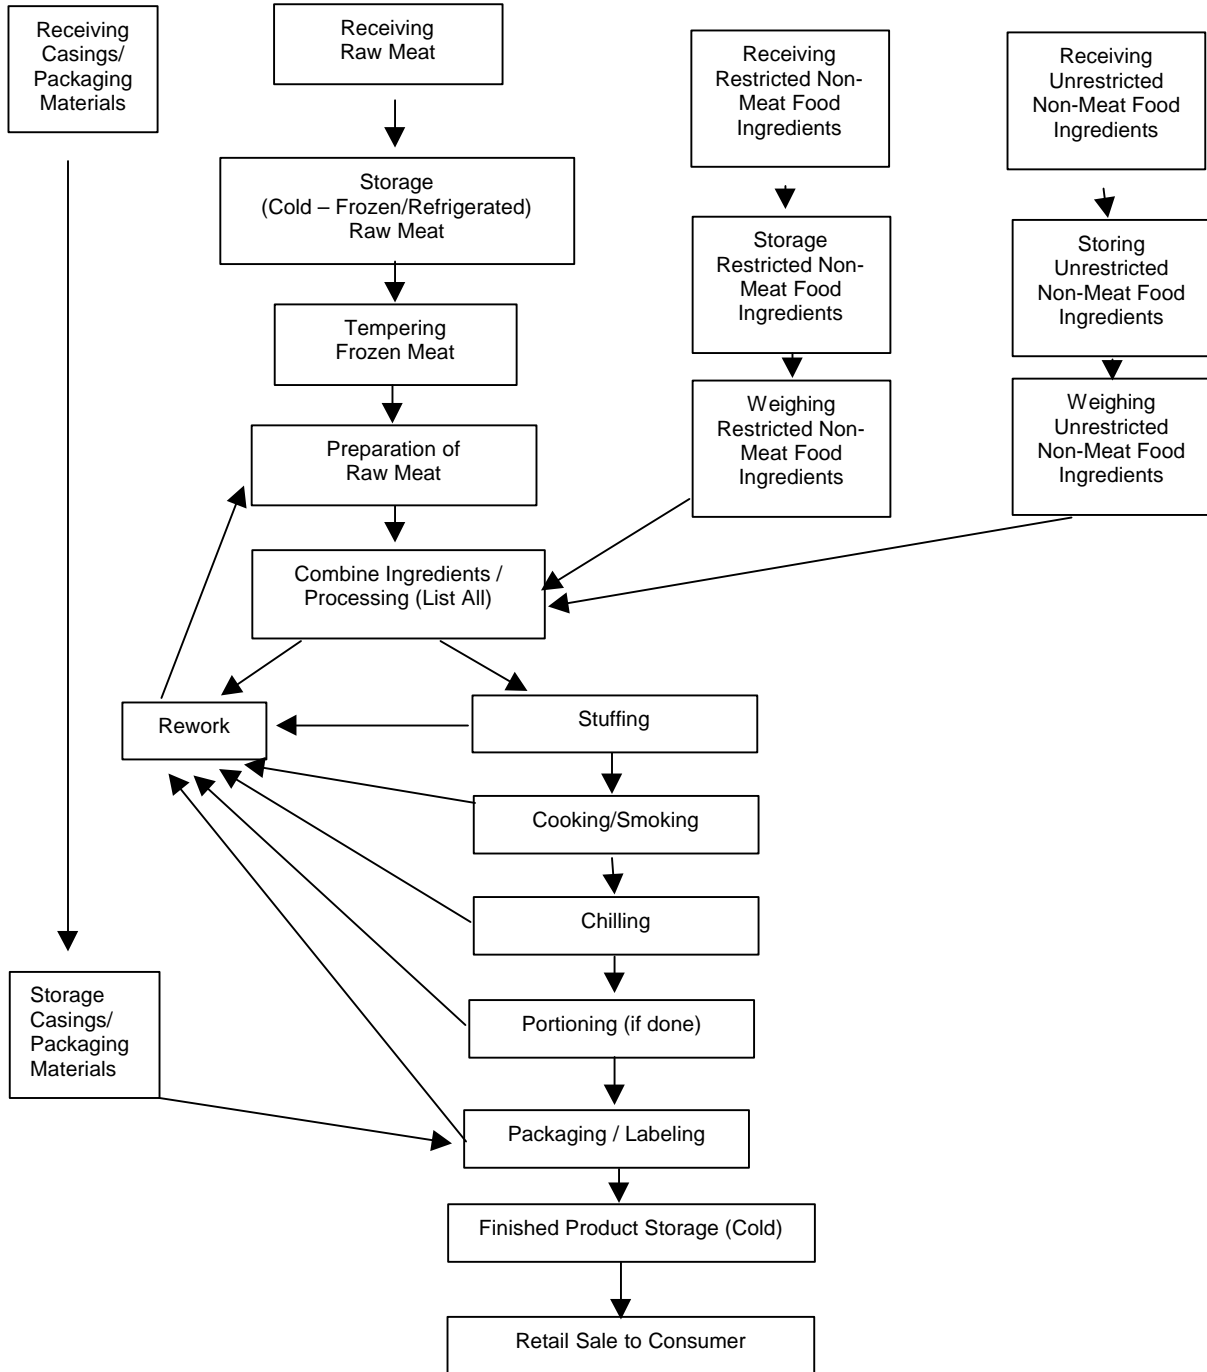 Receiving
Casings/
Packaging
Materials
Receiving
Raw Meat
Receiving
Restricted Non-
Meat Food
Ingredients
Receiving
Unrestricted
Non-Meat Food
Ingredients
Storage
(Cold – Frozen/Refrigerated)
Raw Meat
Storage
Restricted Non-
Meat Food
Ingredients
Storing
Unrestricted
Non-Meat Food
Ingredients
Tempering
Frozen Meat
Weighing
Restricted Non-
Meat Food
Ingredients
Weighing
Unrestricted
Non-Meat Food
Ingredients
Preparation of
Raw Meat
Combine Ingredients /
Processing (List All)
Rework
Stuffing
Cooking/Smoking
Chilling
Storage
Casings/
Packaging
Materials
Portioning (if done)
Packaging / Labeling
Finished Product Storage (Cold)
Retail Sale to Consumer